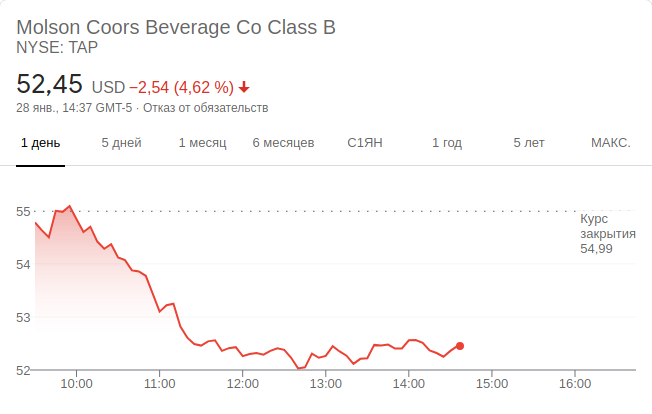 Molson Coors Beverage Co Class B
NYSE: TAP
52,45 USD −2,54 (4,62 %)
28 янв., 14:37 GMT-5 · Отказ от обязательств
1 день 5 дней 1 месяц 6 месяцев С1ЯН 1 год 5 лет МАКС.
55
Курс
закрытия
54,99
54
53
52
10:00 11:00 12:00 13:00 14:00 15:00 16:00